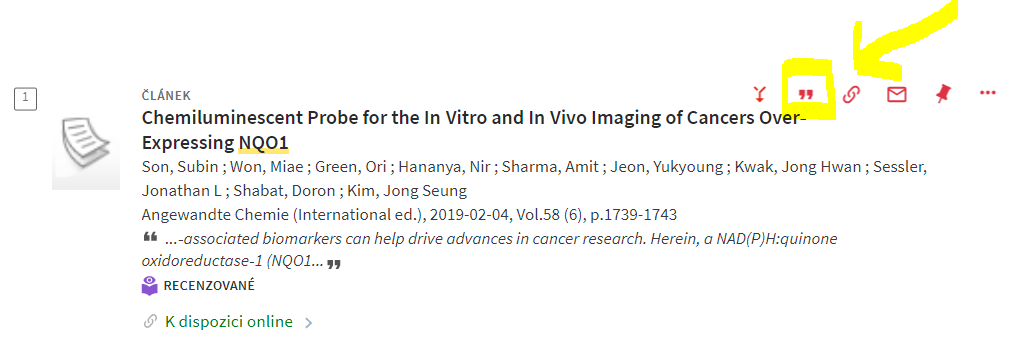 1
ČLÁNEK
Chemiluminescent Probe for the In Vitro and In Vivo Imaging of Cancers Over-
Expressing NQO1
Son, Subin ; Won, Miae ; Green, Ori ; Hananya, Nir ; Sharma, Amit ; Jeon, Yukyoung ; Kwak, Jong Hwan ; Sessler,
Jonathan L ; Shabat, Doron ; Kim, Jong Seung
Angewandte Chemie (International ed.), 2019-02-04, Vol.58 (6), p.1739-1743
❝ ...-associated biomarkers can help drive advances in cancer research. Herein, a NAD(P)H:quinone
oxidoreductase-1 (NQO1... ❞
RECENZOVANÉ
K dispozici online